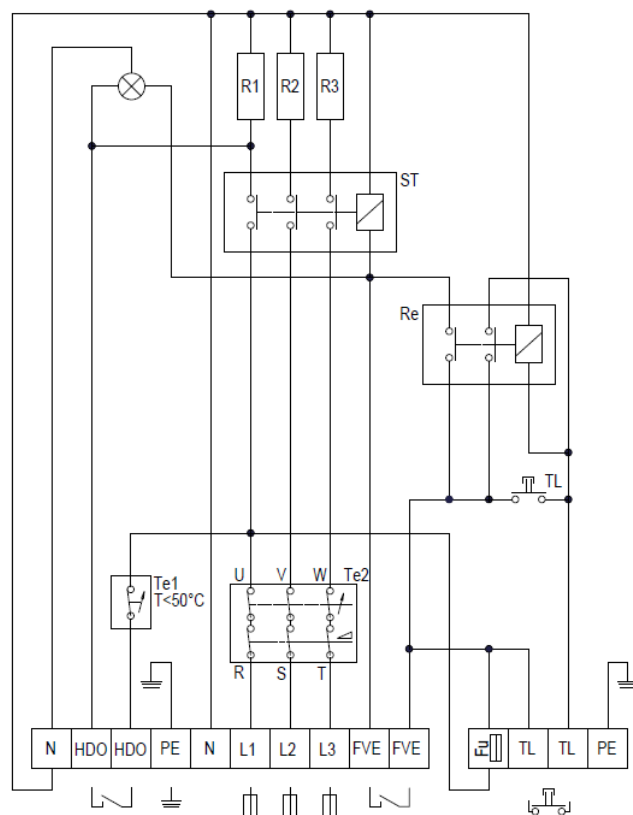 R1 R2 R3
ST
Re
TL
Te1
T<50°C
U V W Te2
R S T
N HDO HDO PE N L1 L2 L3 FVE FVE Fu TL TL PE